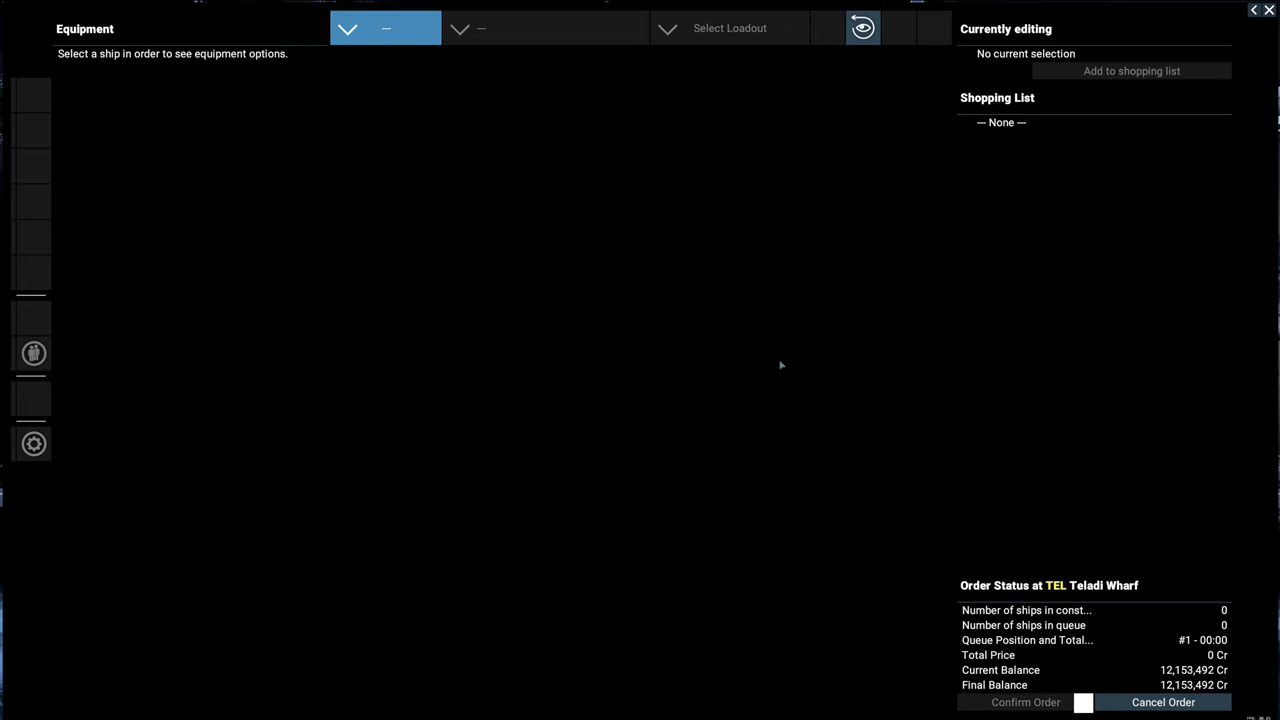 Equipment
—
—
Select Loadout
Select a ship in order to see equipment options.
Currently editing
No current selection
Add to shopping list
Shopping List
--- None ---
Order Status at TEL Teladi Wharf
Number of ships in const... 0
Number of ships in queue 0
Queue Position and Total... #1 - 00:00
Total Price 0 Cr
Current Balance 12,153,492 Cr
Final Balance 12,153,492 Cr
Confirm Order
Cancel Order